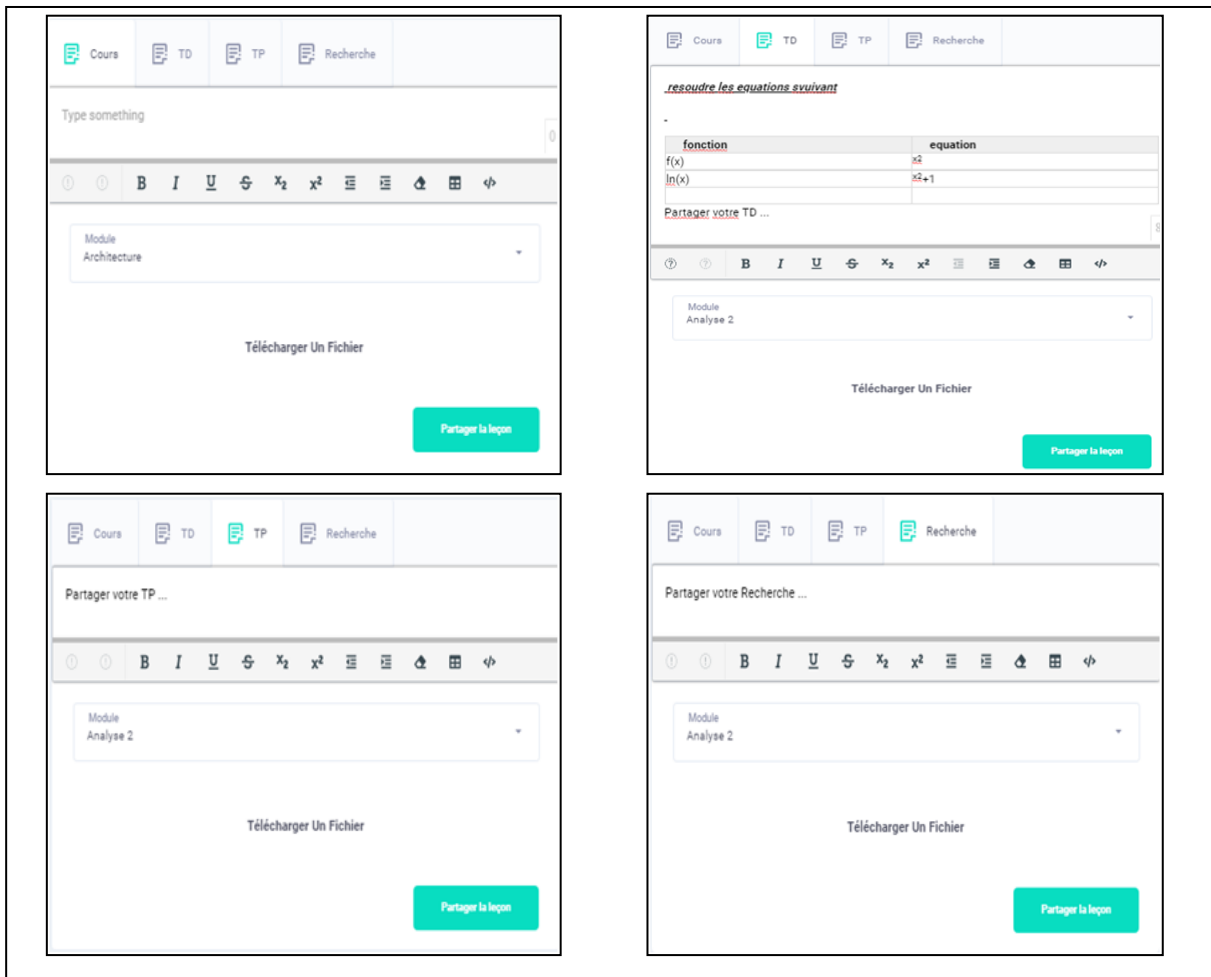 Cours TD TP Recherche
Type something
0
B I U S X₂ x² </>
Module
Architecture
Télécharger Un Fichier
Partager la leçon
Cours TD TP Recherche
resoudre les equations svuivant
-
fonction equation
f(x) x2
ln(x) x2+1
Partager votre TD ...
8
B I U S X₂ x² </>
Module
Analyse 2
Télécharger Un Fichier
Partager la leçon
Cours TD TP Recherche
Partager votre TP ...
B I U S X₂ x² </>
Module
Analyse 2
Télécharger Un Fichier
Partager la leçon
Cours TD TP Recherche
Partager votre Recherche ...
B I U S X₂ x² </>
Module
Analyse 2
Télécharger Un Fichier
Partager la leçon